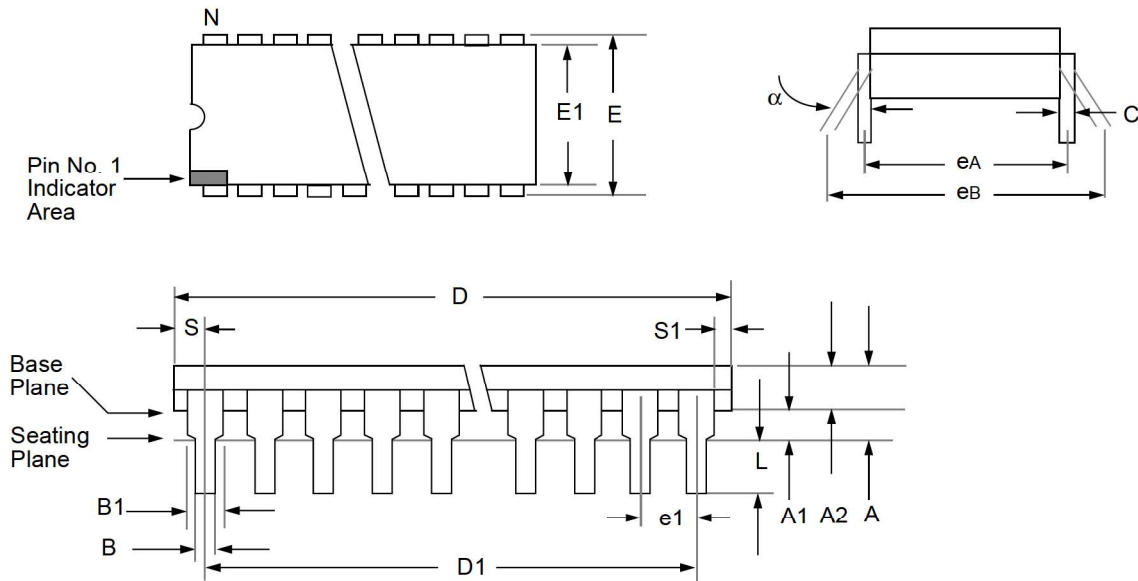 N
E1
E
Pin No. 1
Indicator
Area
α
C
eA
eB
D
S
S1
Base
Plane
Seating
Plane
L
B1
e1
A1
A2
A
B
D1